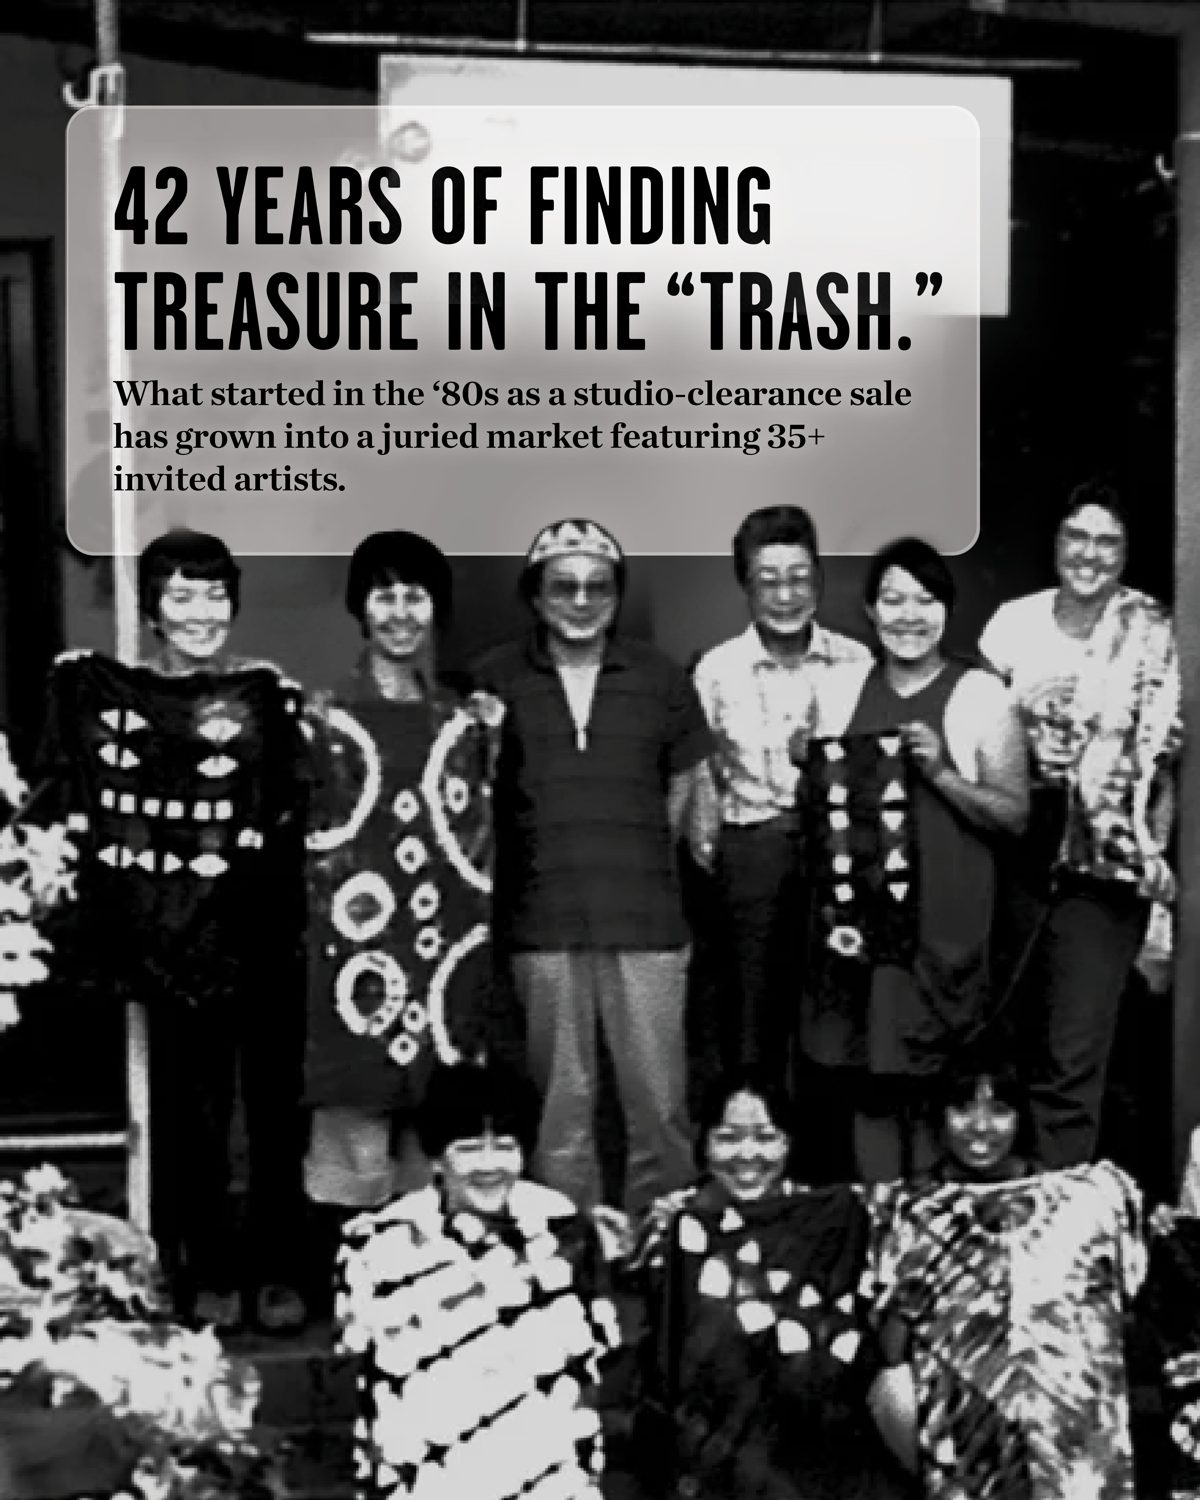 42 YEARS OF FINDING
TREASURE IN THE “TRASH.”
What started in the ‘80s as a studio-clearance sale
has grown into a juried market featuring 35+
invited artists.